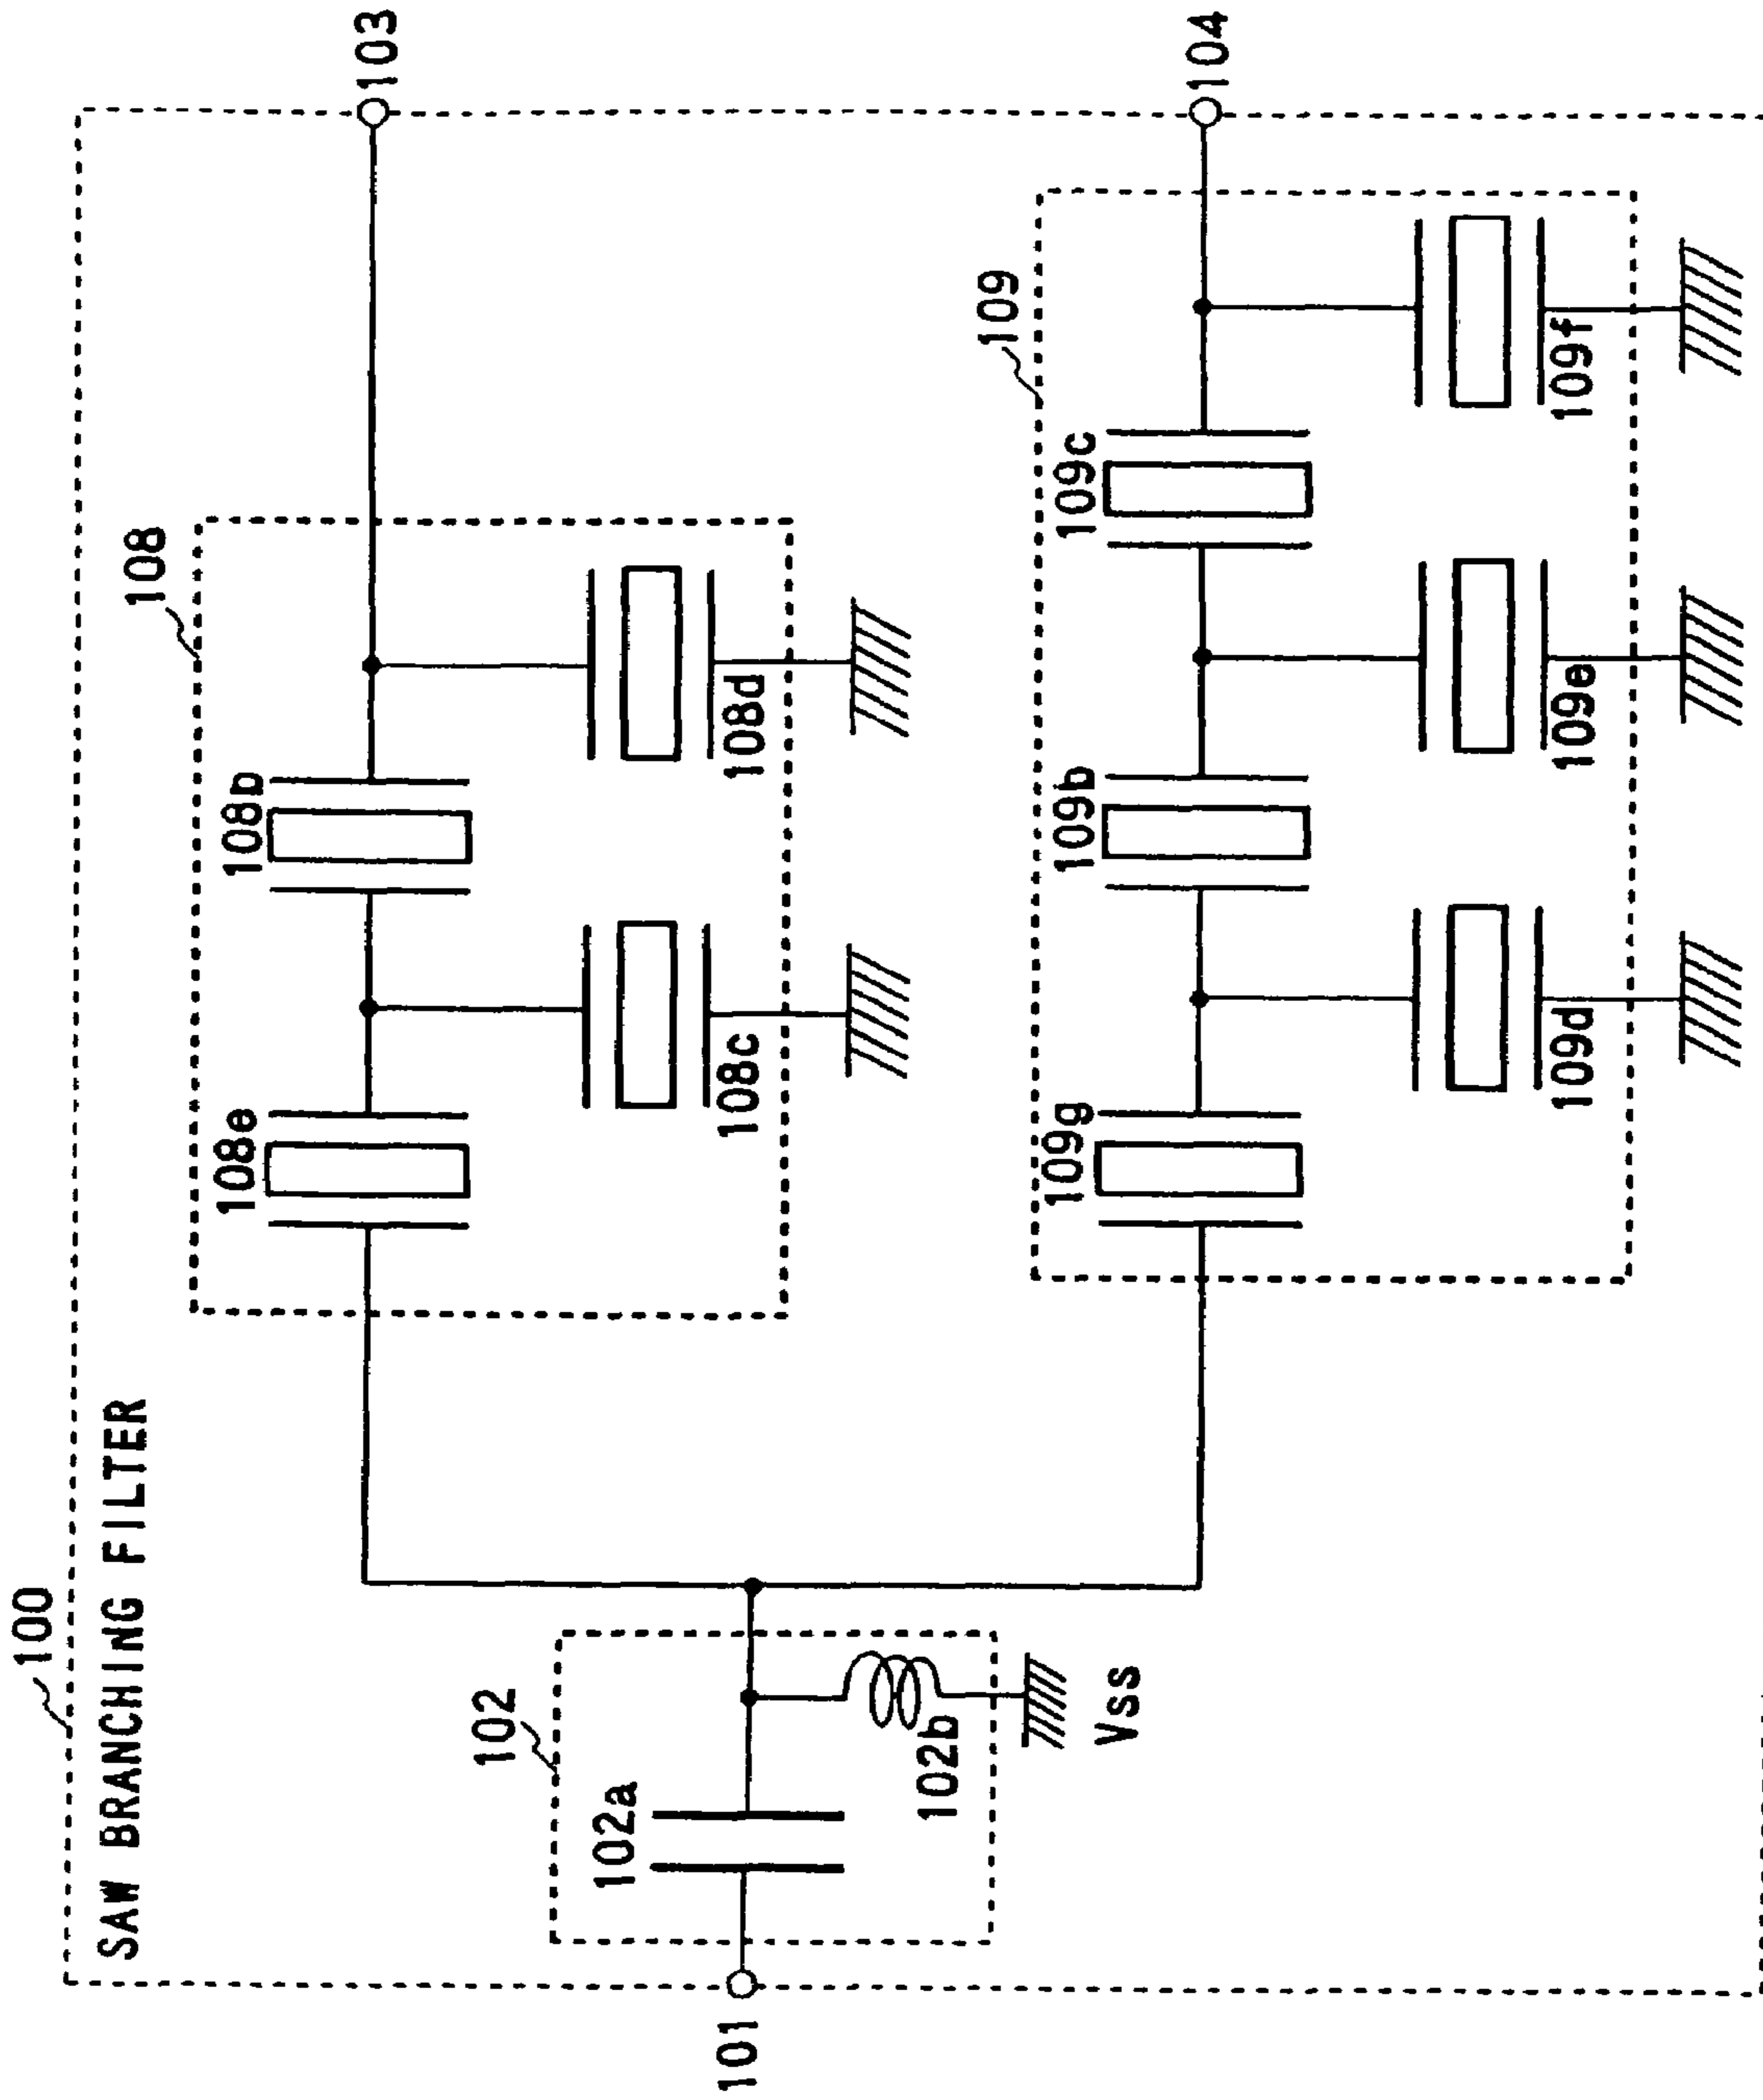 100
SAW BRANCHING FILTER
101
102
102a
102b
Vss
108
108e
108b
108c
108d
103
109
109g
109b
109c
109d
109e
109f
104